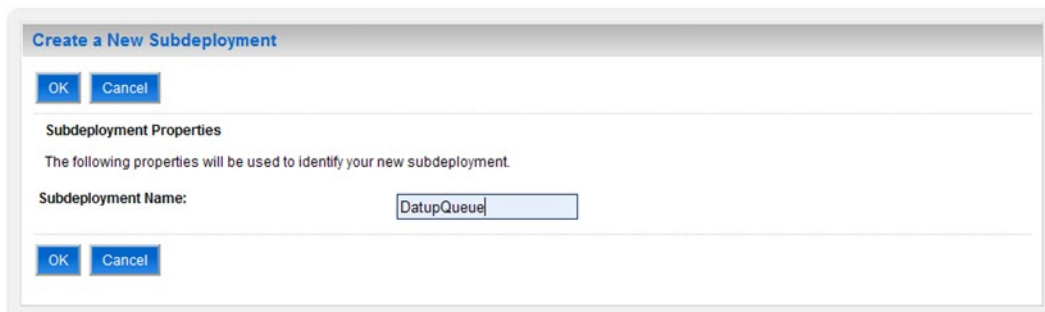 Create a New Subdeployment
OK Cancel
Subdeployment Properties
The following properties will be used to identify your new subdeployment.
Subdeployment Name: DatupQueue
OK Cancel